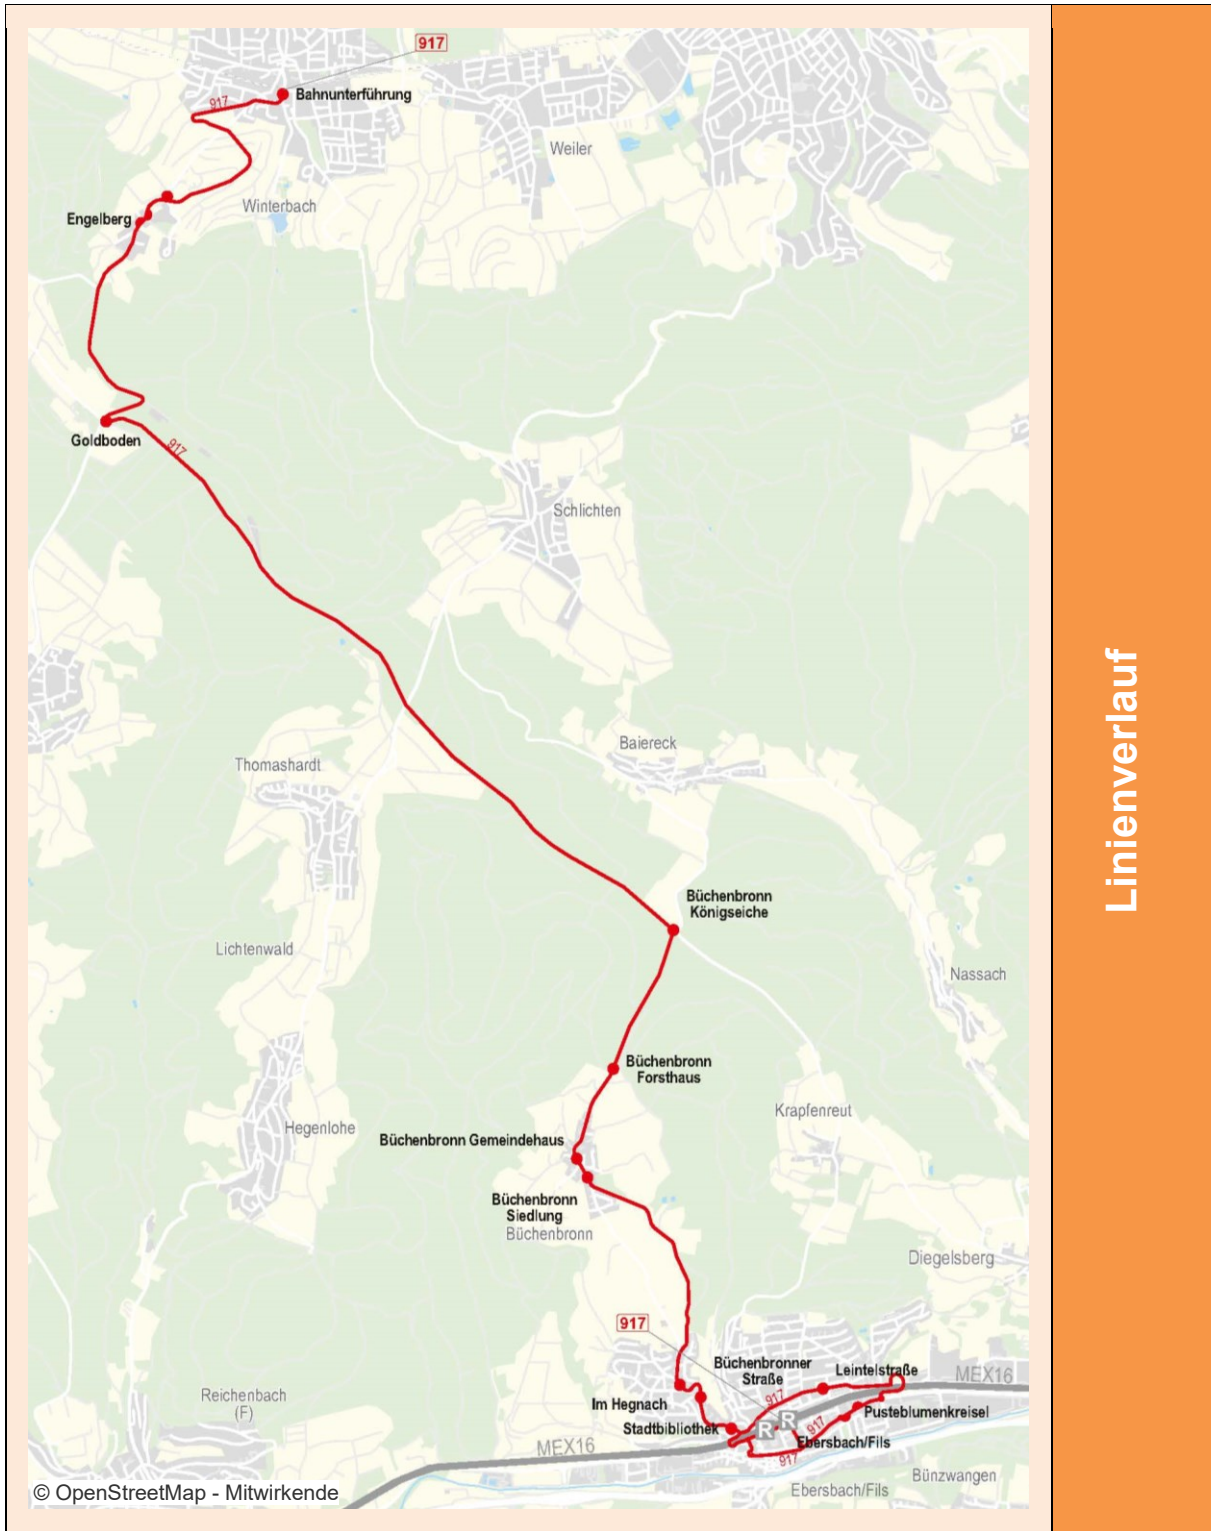 917
917
Bahnunterführung
Weiler
Winterbach
Engelberg
Goldboden
917
Schlichten
Baiereck
Thomashardt
Büchenbronn
Königseiche
Lichtenwald
Nassach
Büchenbronn
Forsthaus
Krapfenreut
Hegenlohe
Büchenbronn Gemeindehaus
Büchenbronn
Siedlung
Büchenbronn
Diegelsberg
917
Büchenbronner
Straße
Leintelstraße
MEX16
Reichenbach
(F)
Im Hegnach
917
Pusteblumenkreisel
Stadtbibliothek
R
R
917
Ebersbach/Fils
MEX16
917
Bünzwangen
Ebersbach/Fils
© OpenStreetMap - Mitwirkende
Linienverlauf